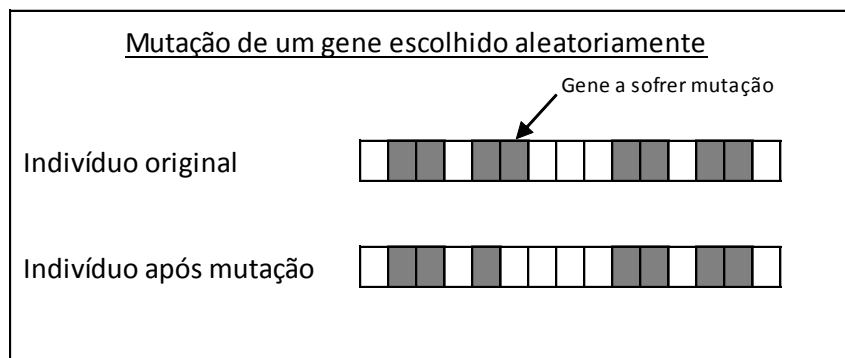 Mutação de um gene escolhido aleatoriamente
Gene a sofrer mutação
Indivíduo original
Indivíduo após mutação